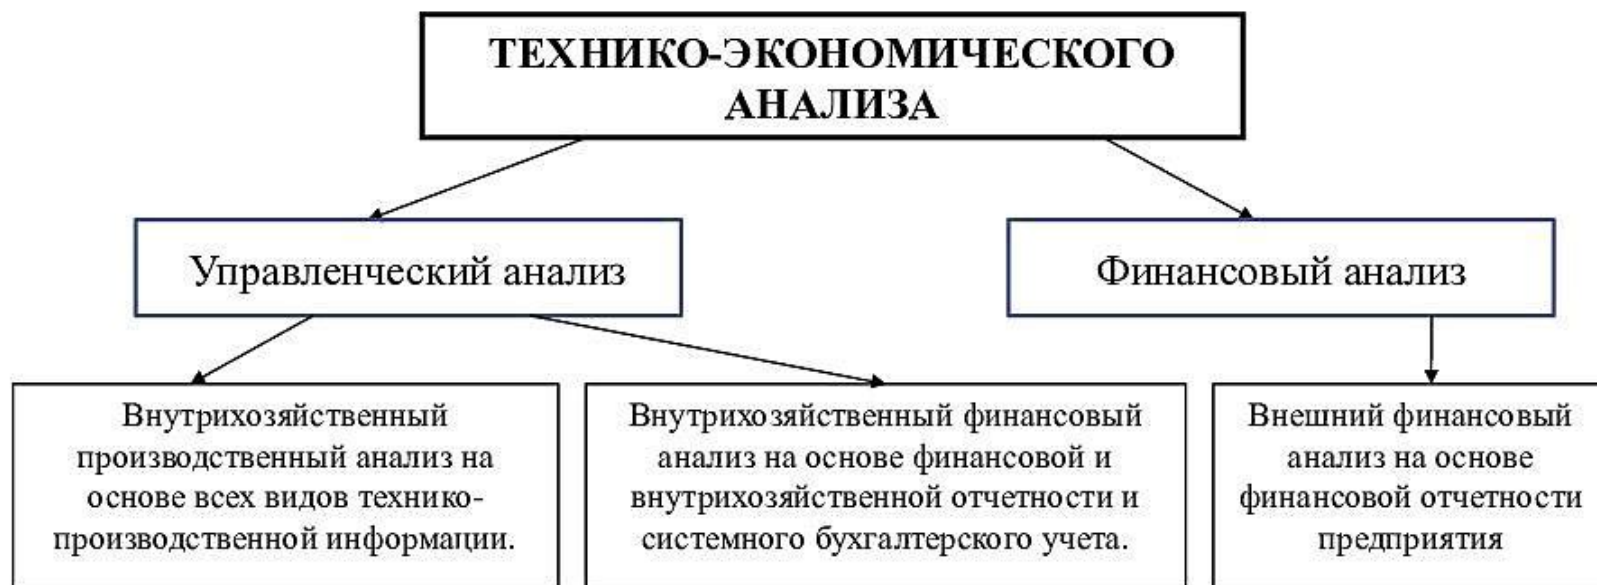 ТЕХНИКО-ЭКОНОМИЧЕСКОГО
АНАЛИЗА
Управленческий анализ
Финансовый анализ
Внутрихозяйственный
производственный анализ на
основе всех видов технико-
производственной информации.
Внутрихозяйственный финансовый
анализ на основе финансовой и
внутрихозяйственной отчетности и
системного бухгалтерского учета.
Внешний финансовый
анализ на основе
финансовой отчетности
предприятия